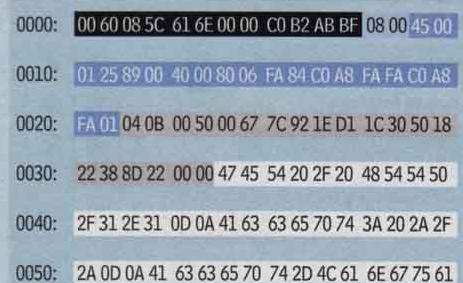 0000: 00 60 08 5C 61 6E 00 00 C0 B2 AB BF 08 00 45 00
0010: 01 25 89 00 40 00 80 06 FA 84 C0 A8 FA FA C0 A8
0020: FA 01 04 0B 00 50 00 67 7C 92 1E D1 1C 30 50 18
0030: 22 38 8D 22 00 00 47 45 54 20 2F 20 48 54 54 50
0040: 2F 31 2E 31 0D 0A 41 63 63 65 70 74 3A 20 2A 2F
0050: 2A 0D 0A 41 63 63 65 70 74 2D 4C 61 6E 67 75 61